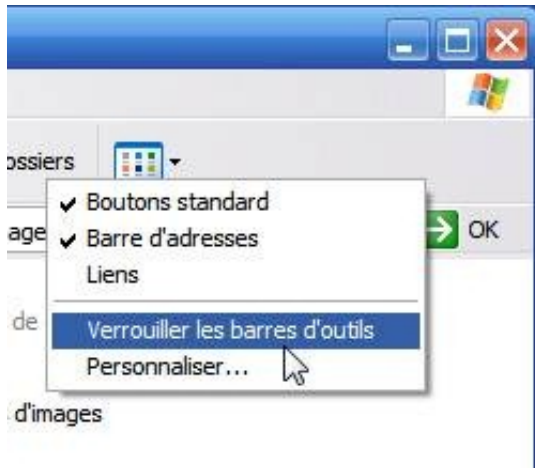 ossiers
Boutons standard
age
Barre d'adresses
OK
Liens
de
Verrouiller les barres d'outils
Personnaliser...
d'images